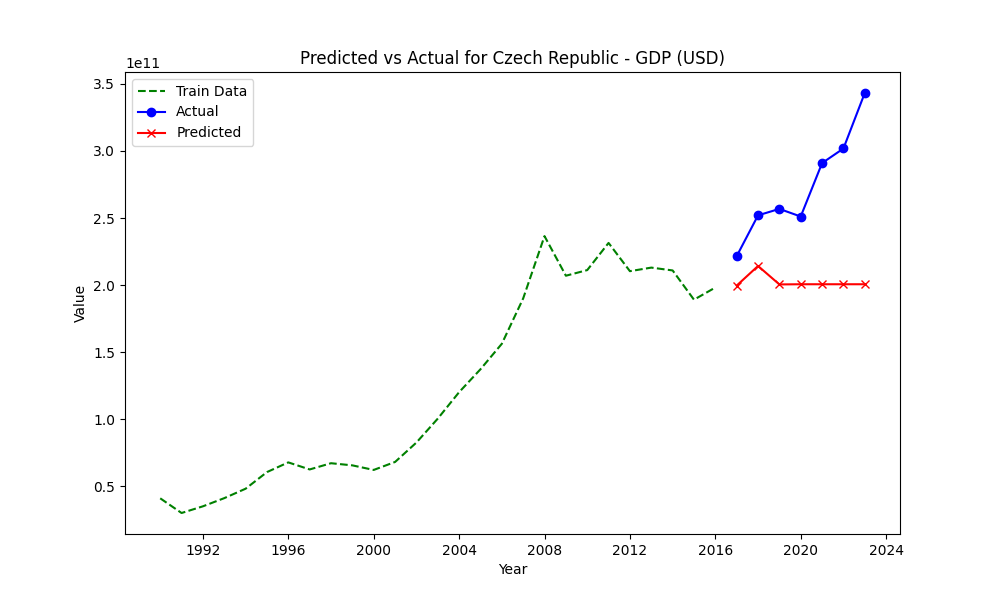 Predicted vs Actual for Czech Republic - GDP (USD)
1e11
Train Data
Actual
Predicted
3.5
3.0
2.5
2.0
1.5
1.0
0.5
Value
1992 1996 2000 2004 2008 2012 2016 2020 2024
Year